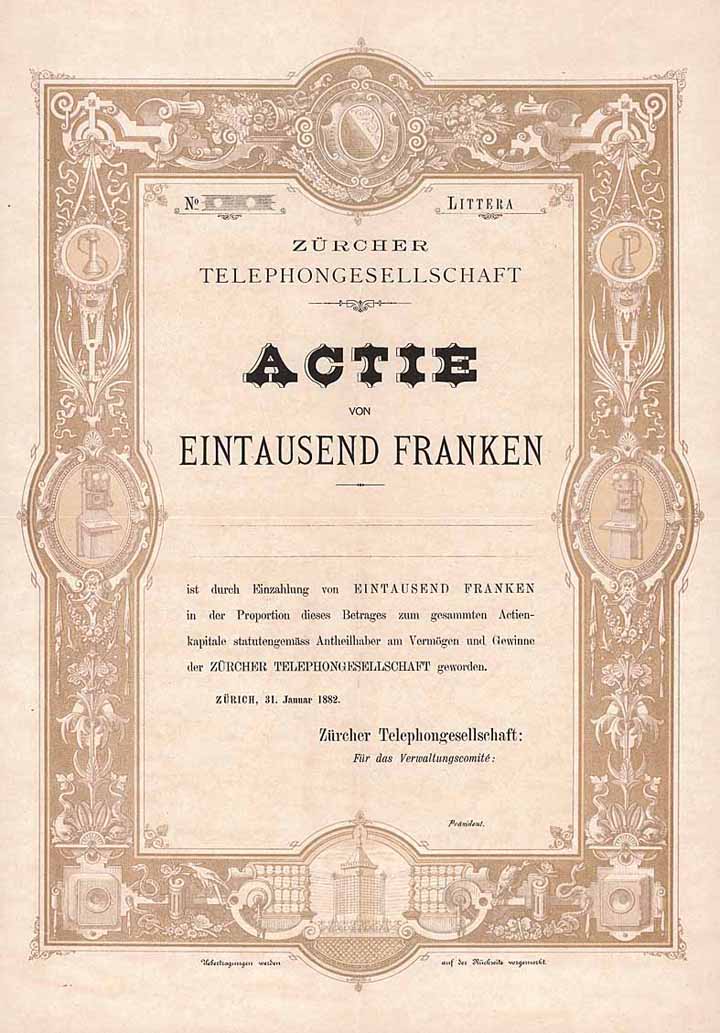 No
LITTERA
ZÜRCHER
TELEPHONGESELLSCHAFT
ACTIE
VON
EINTAUSEND FRANKEN
ist durch Einzahlung von EINTAUSEND FRANKEN
in der Proportion dieses Betrages zum gesammten Actien-
kapitale statutengemäss Antheilhaber am Vermögen und Gewinne
der ZÜRCHER TELEPHONGESELLSCHAFT geworden.
ZÜRICH, 31. Januar 1882.
Zürcher Telephongesellschaft:
Für das Verwaltungscomité:
Präsident.
Uebertragungen werden auf der Rückseite vorgemerkt.